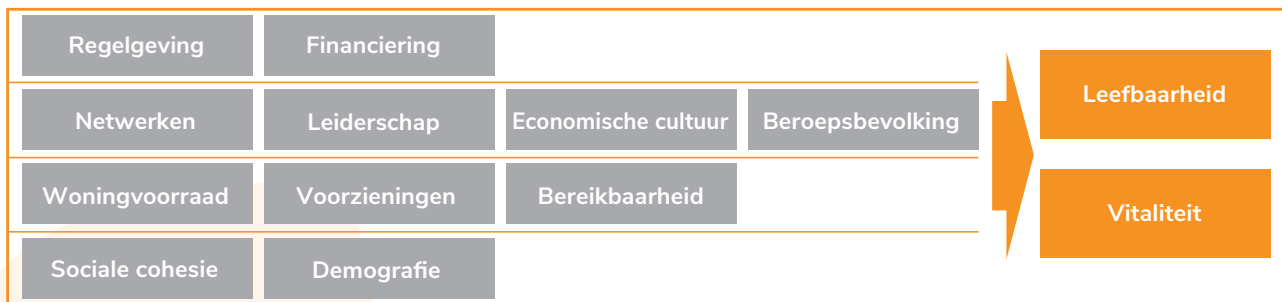 Regelgeving
Financiering
Netwerken
Leiderschap
Economische cultuur
Beroepsbevolking
Woningvoorraad
Voorzieningen
Bereikbaarheid
Sociale cohesie
Demografie
Leefbaarheid
Vitaliteit